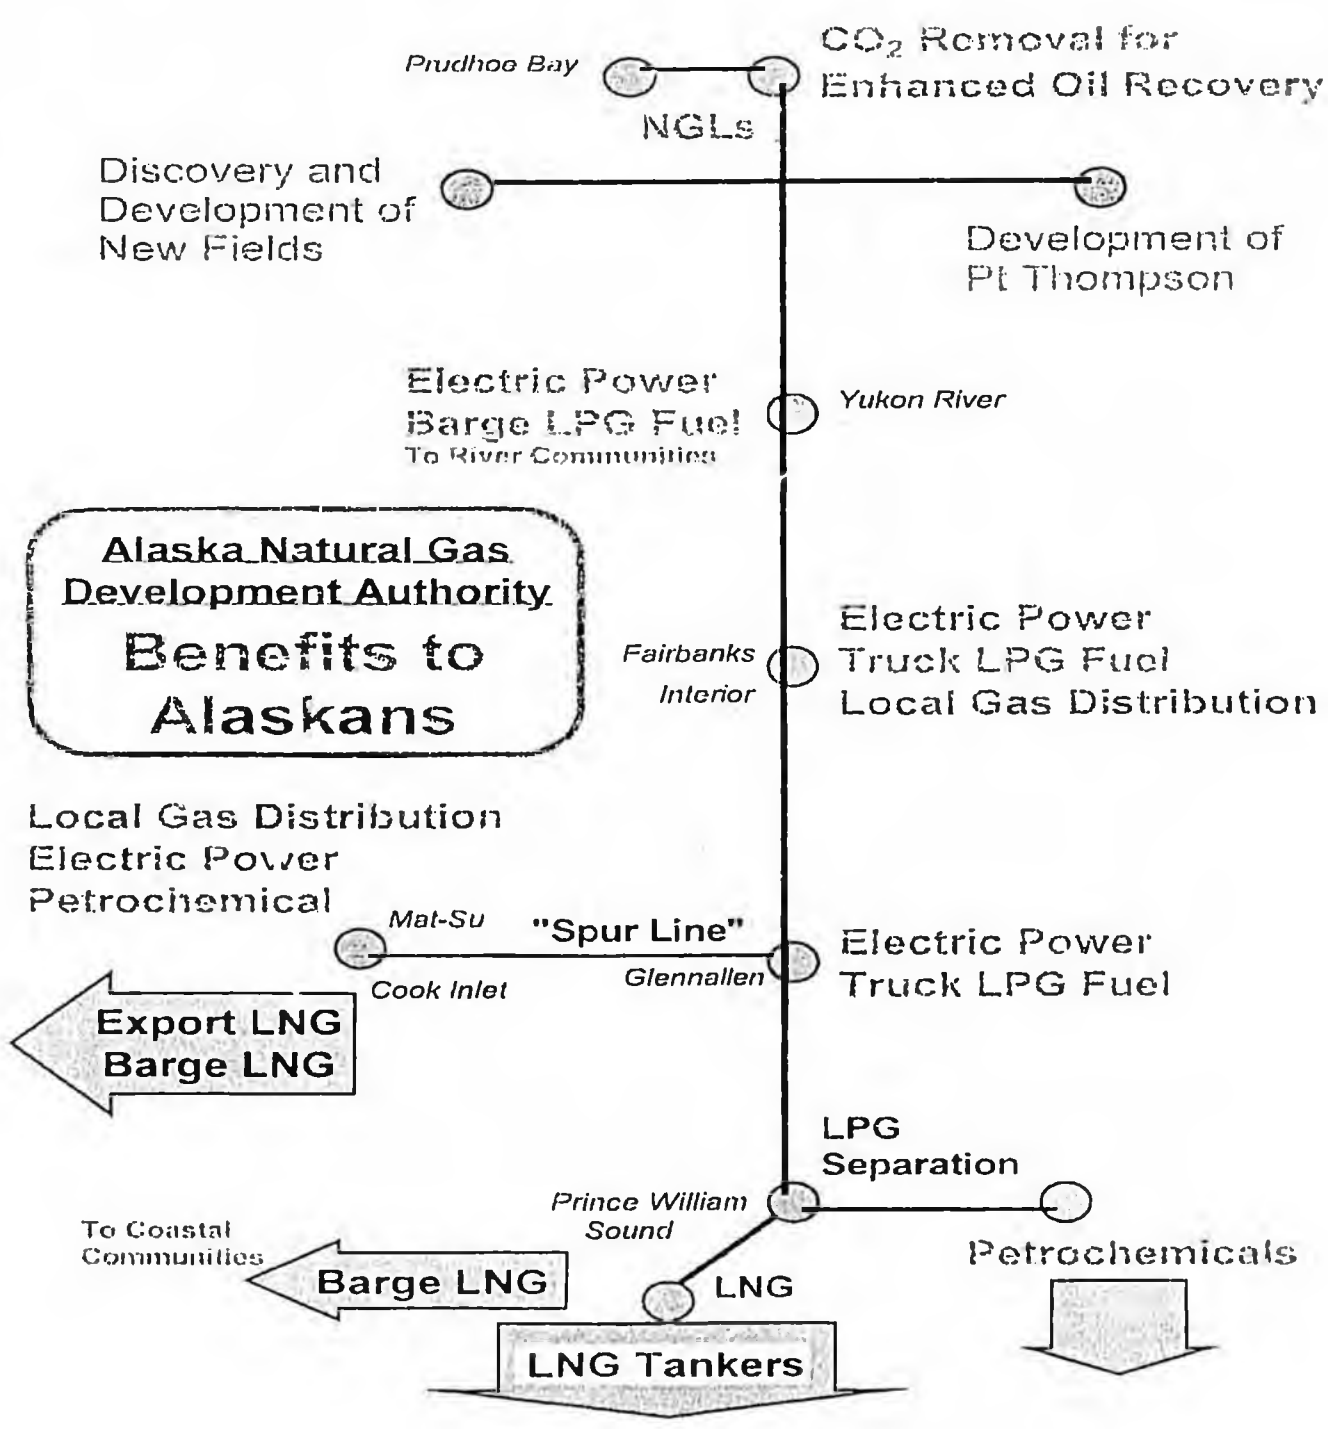 Prudhoe Bay
CO₂ Removal for
Enhanced Oil Recovery
NGLs
Discovery and
Development of
New Fields
Development of
Pt Thompson
Electric Power
Barge LPG Fuel
To River Communities
Yukon River
Alaska Natural Gas
Development Authority
Benefits to
Alaskans
Fairbanks
Interior
Electric Power
Truck LPG Fuel
Local Gas Distribution
Local Gas Distribution
Electric Power
Petrochemical
Mat-Su
"Spur Line"
Cook Inlet
Glennallen
Electric Power
Truck LPG Fuel
Export LNG
Barge LNG
LPG
Separation
Prince William
Sound
To Coastal
Communities
Barge LNG
LNG
Petrochemicals
LNG Tankers